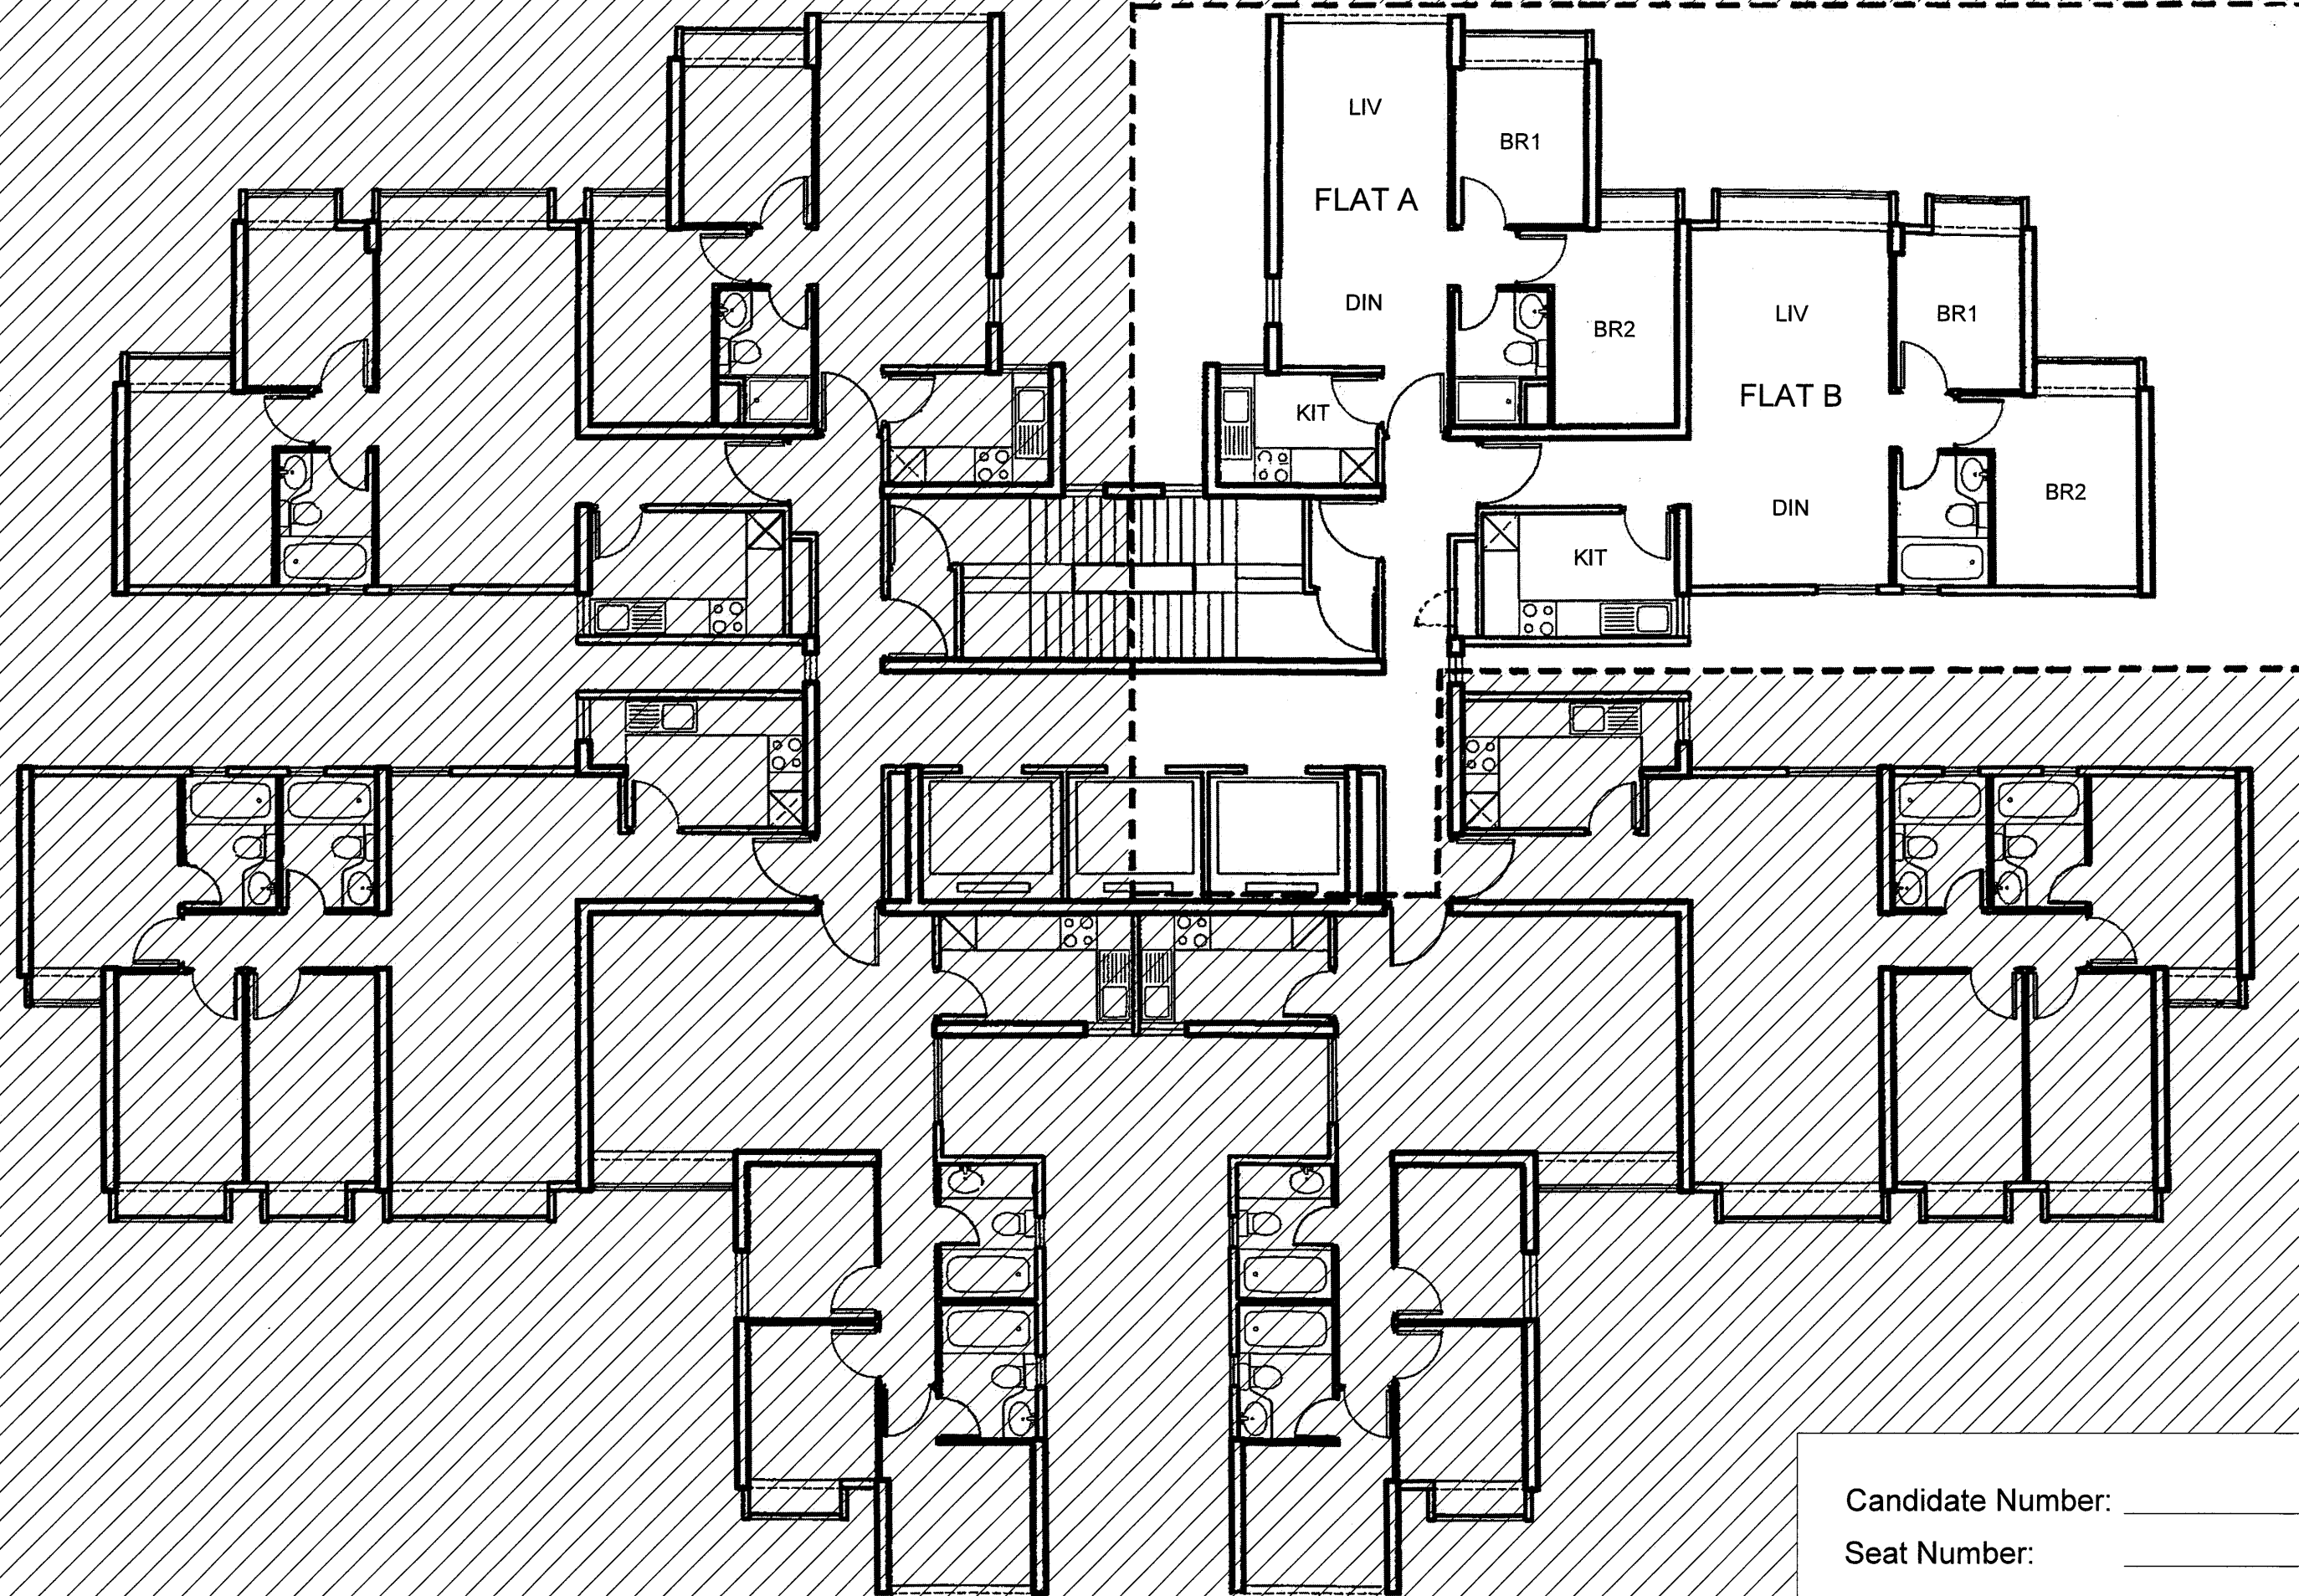 LIV
BR1
FLAT A
DIN
BR2
LIV
BR1
FLAT B
KIT
BR2
DIN
KIT
Candidate Number:
Seat Number: